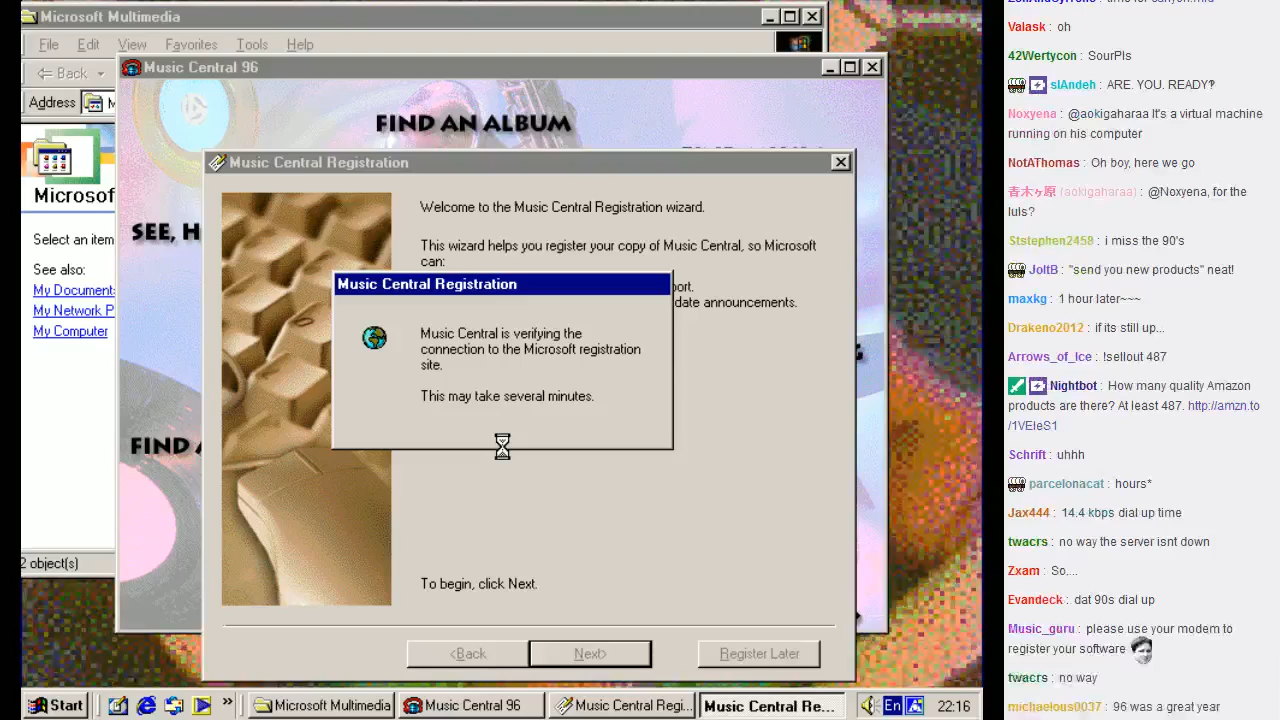 Microsoft Multimedia
File Edit View Favorites Tools Help
Back
Address
Music Central 96
FIND AN ALBUM
Microsof
Select an item
See also:
My Document:
My Network P
My Computer
2 object(s)
SEE, H
FIND A
Music Central Registration
Welcome to the Music Central Registration wizard.
This wizard helps you register your copy of Music Central, so Microsoft
can:
port.
date announcements.
Music Central Registration
Music Central is verifying the
connection to the Microsoft registration
site.
This may take several minutes.
To begin, click Next.
<Back Next> Register Later
Start » Microsoft Multimedia Music Central 96 Music Central Regi... Music Central Re... En 22:16
Valask : oh
42Wertycon : SourPls
slAndeh : ARE. YOU. READY‽
Noxyena : @aokigaharaa It's a virtual machine
running on his computer
NotAThomas : Oh boy, here we go
青木ヶ原 (aokigaharaa) : @Noxyena, for the
luls?
Ststephen2458 : i miss the 90's
JoltB : "send you new products" neat!
maxkg : 1 hour later~~~
Drakeno2012 : if its still up...
Arrows_of_Ice : !sellout 487
Nightbot : How many quality Amazon
products are there? At least 487. http://amzn.to
/1VEIeS1
Schrift : uhhh
parcelonacat : hours*
Jax444 : 14.4 kbps dial up time
twacrs : no way the server isnt down
Zxam : So,...
Evandeck : dat 90s dial up
Music_guru : please use your modem to
register your software
twacrs : no way
michaelous0037 : 96 was a great year